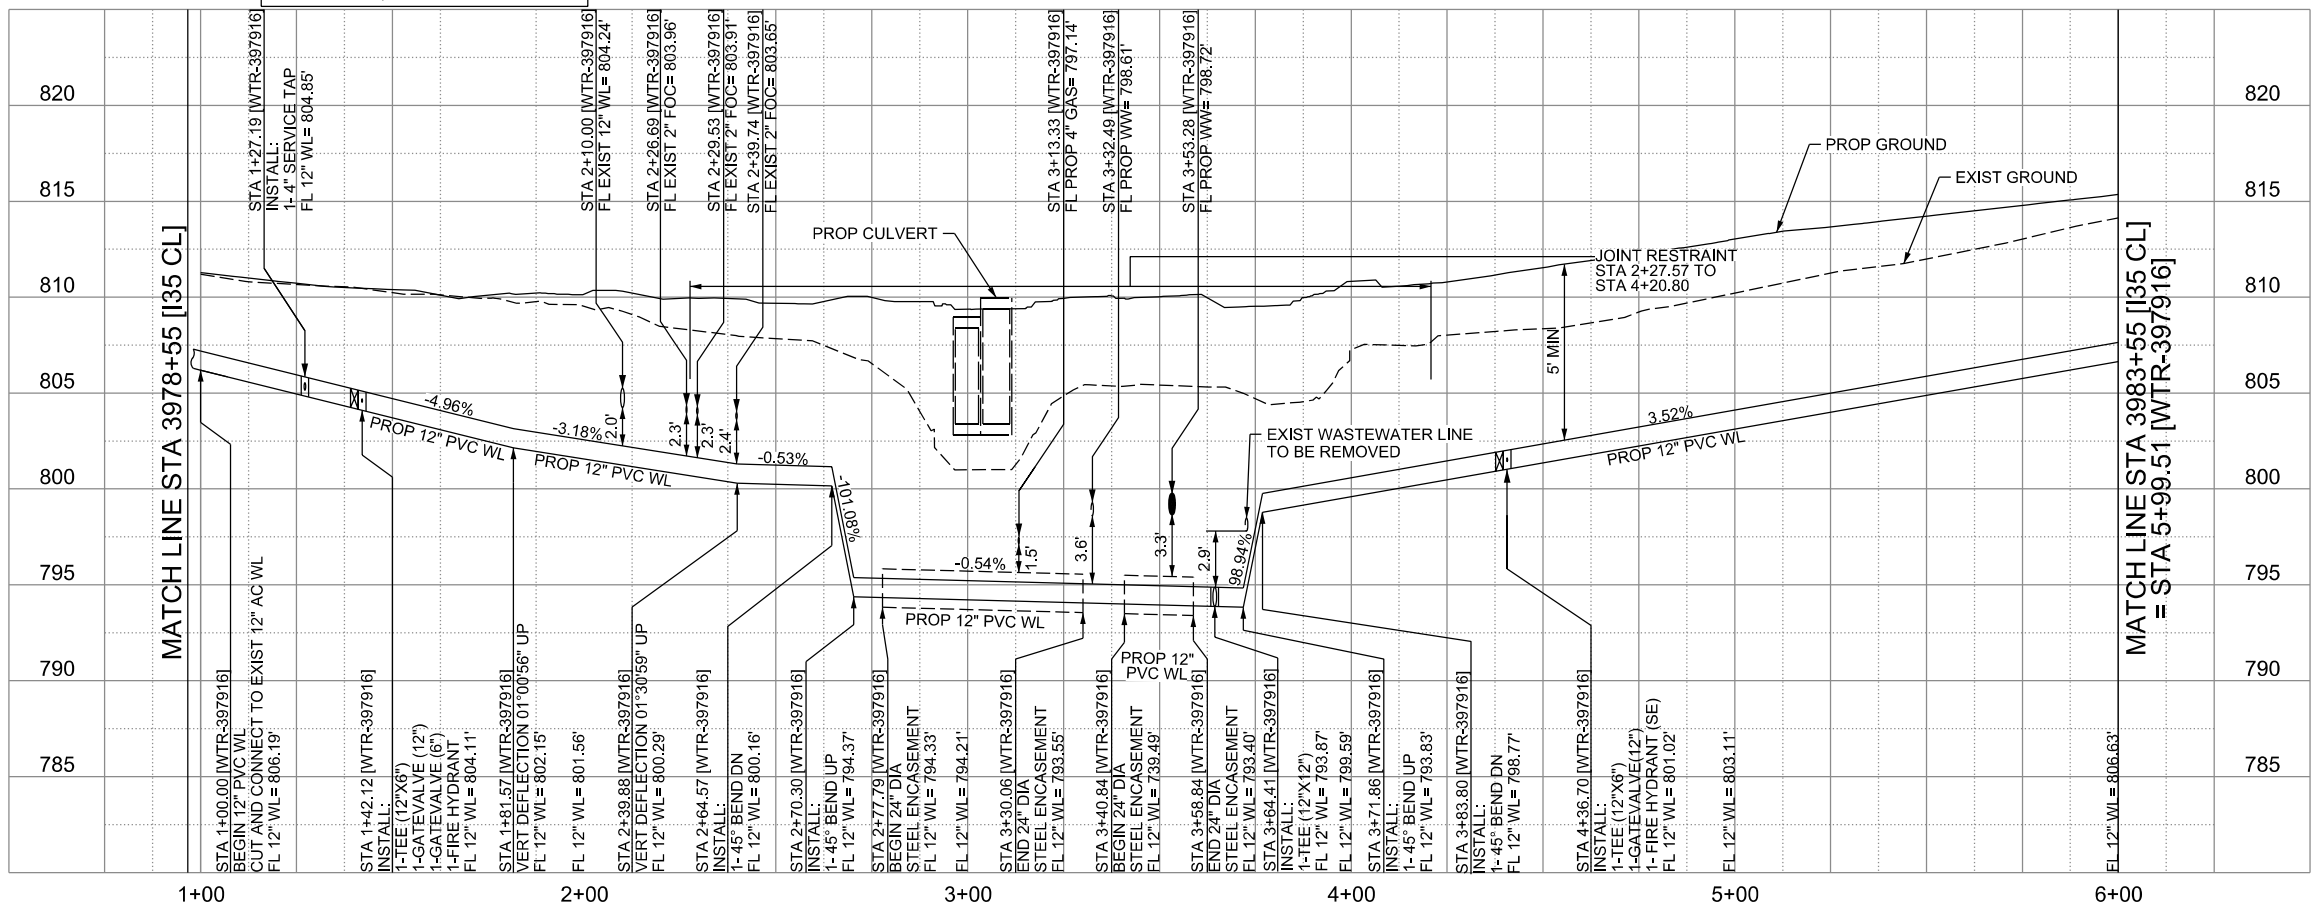 STA 1+27.19 [WTR-397916]
INSTALL:
1- 4" SERVICE TAP
FL 12" WL= 804.85'
STA 2+10.00 [WTR-397916]
FL EXIST 12" WL= 804.24'
STA 2+26.69 [WTR-397916]
FL EXIST 2" FOC= 803.96'
STA 2+29.53 [WTR-397916]
FL EXIST 2" FOC= 803.91'
STA 2+39.74 [WTR-397916]
FL EXIST 2" FOC= 803.65'
STA 3+13.33 [WTR-397916]
FL PROP 4" GAS= 797.14'
STA 3+32.49 [WTR-397916]
FL PROP WW= 798.61'
STA 3+53.28 [WTR-397916]
FL PROP WW= 798.72'
820
815
810
805
800
795
790
785
820
815
810
805
800
795
790
785
MATCH LINE STA 3978+55 [I35 CL]
MATCH LINE STA 3983+55 [I35 CL]
= STA 5+99.51 [WTR-397916]
PROP GROUND
EXIST GROUND
PROP CULVERT
JOINT RESTRAINT
STA 2+27.57 TO
STA 4+20.80
5' MIN
-4.96%
PROP 12" PVC WL
-3.18%
PROP 12" PVC WL
2.0'
2.3'
2.3'
2.4'
-0.53%
-101.08%
-0.54%
PROP 12" PVC WL
1.5'
3.6'
3.3'
2.9'
98.94%
EXIST WASTEWATER LINE
TO BE REMOVED
3.52%
PROP 12" PVC WL
PROP 12"
PVC WL
STA 1+00.00 [WTR-397916]
BEGIN 12" PVC WL
CUT AND CONNECT TO EXIST 12" AC WL
FL 12" WL= 806.19'
STA 1+42.12 [WTR-397916]
INSTALL:
1-TEE (12"X6")
1-GATEVALVE (12")
1-GATEVALVE (6")
1-FIRE HYDRANT
FL 12" WL= 804.11'
STA 1+81.57 [WTR-397916]
VERT DEFLECTION 01°00'56" UP
FL 12" WL= 802.15'
FL 12" WL= 801.56'
STA 2+39.88 [WTR-397916]
VERT DEFLECTION 01°30'59" UP
FL 12" WL= 800.29'
STA 2+64.57 [WTR-397916]
INSTALL:
1- 45° BEND DN
FL 12" WL= 800.16'
STA 2+70.30 [WTR-397916]
INSTALL:
1- 45° BEND UP
FL 12" WL= 794.37'
STA 2+77.79 [WTR-397916]
BEGIN 24" DIA
STEEL ENCASEMENT
FL 12" WL= 794.33'
FL 12" WL= 794.21'
STA 3+30.06 [WTR-397916]
END 24" DIA
STEEL ENCASEMENT
FL 12" WL= 793.55'
STA 3+40.84 [WTR-397916]
BEGIN 24" DIA
STEEL ENCASEMENT
FL 12" WL= 739.49'
STA 3+58.84 [WTR-397916]
END 24" DIA
STEEL ENCASEMENT
FL 12" WL= 793.40'
STA 3+64.41 [WTR-397916]
INSTALL:
1-TEE (12"X12")
FL 12" WL= 793.87'
FL 12" WL= 799.59'
STA 3+71.86 [WTR-397916]
INSTALL:
1- 45° BEND UP
FL 12" WL= 793.83'
STA 3+83.80 [WTR-397916]
INSTALL:
1- 45° BEND DN
FL 12" WL= 798.77'
STA 4+36.70 [WTR-397916]
INSTALL:
1-TEE (12"X6")
1-GATEVALVE(12")
1- FIRE HYDRANT (SE)
FL 12" WL= 801.02'
FL 12" WL= 803.11'
FL 12" WL= 806.63'
1+00
2+00
3+00
4+00
5+00
6+00